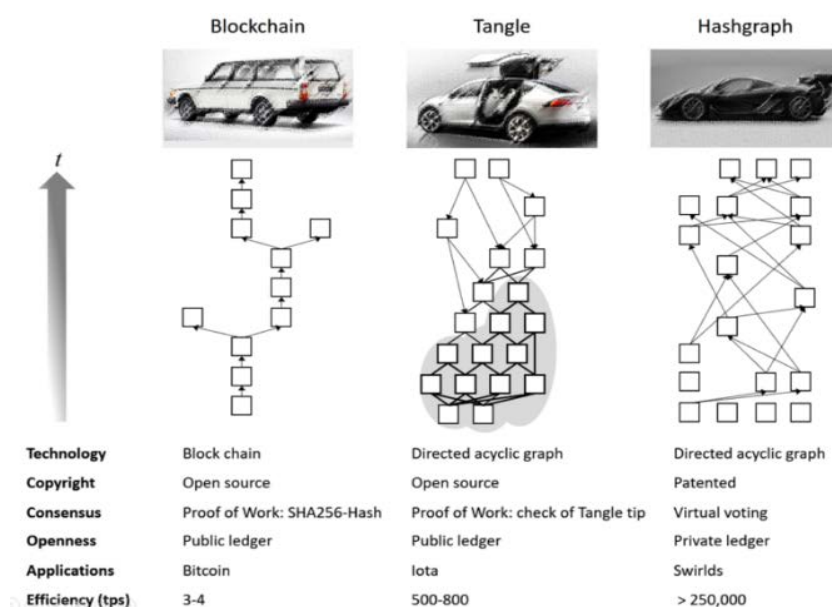 Blockchain Tangle Hashgraph
t
Technology Block chain Directed acyclic graph Directed acyclic graph
Copyright Open source Open source Patented
Consensus Proof of Work: SHA256-Hash Proof of Work: check of Tangle tip Virtual voting
Openness Public ledger Public ledger Private ledger
Applications Bitcoin Iota Swirlds
Efficiency (tps) 3-4 500-800 > 250,000